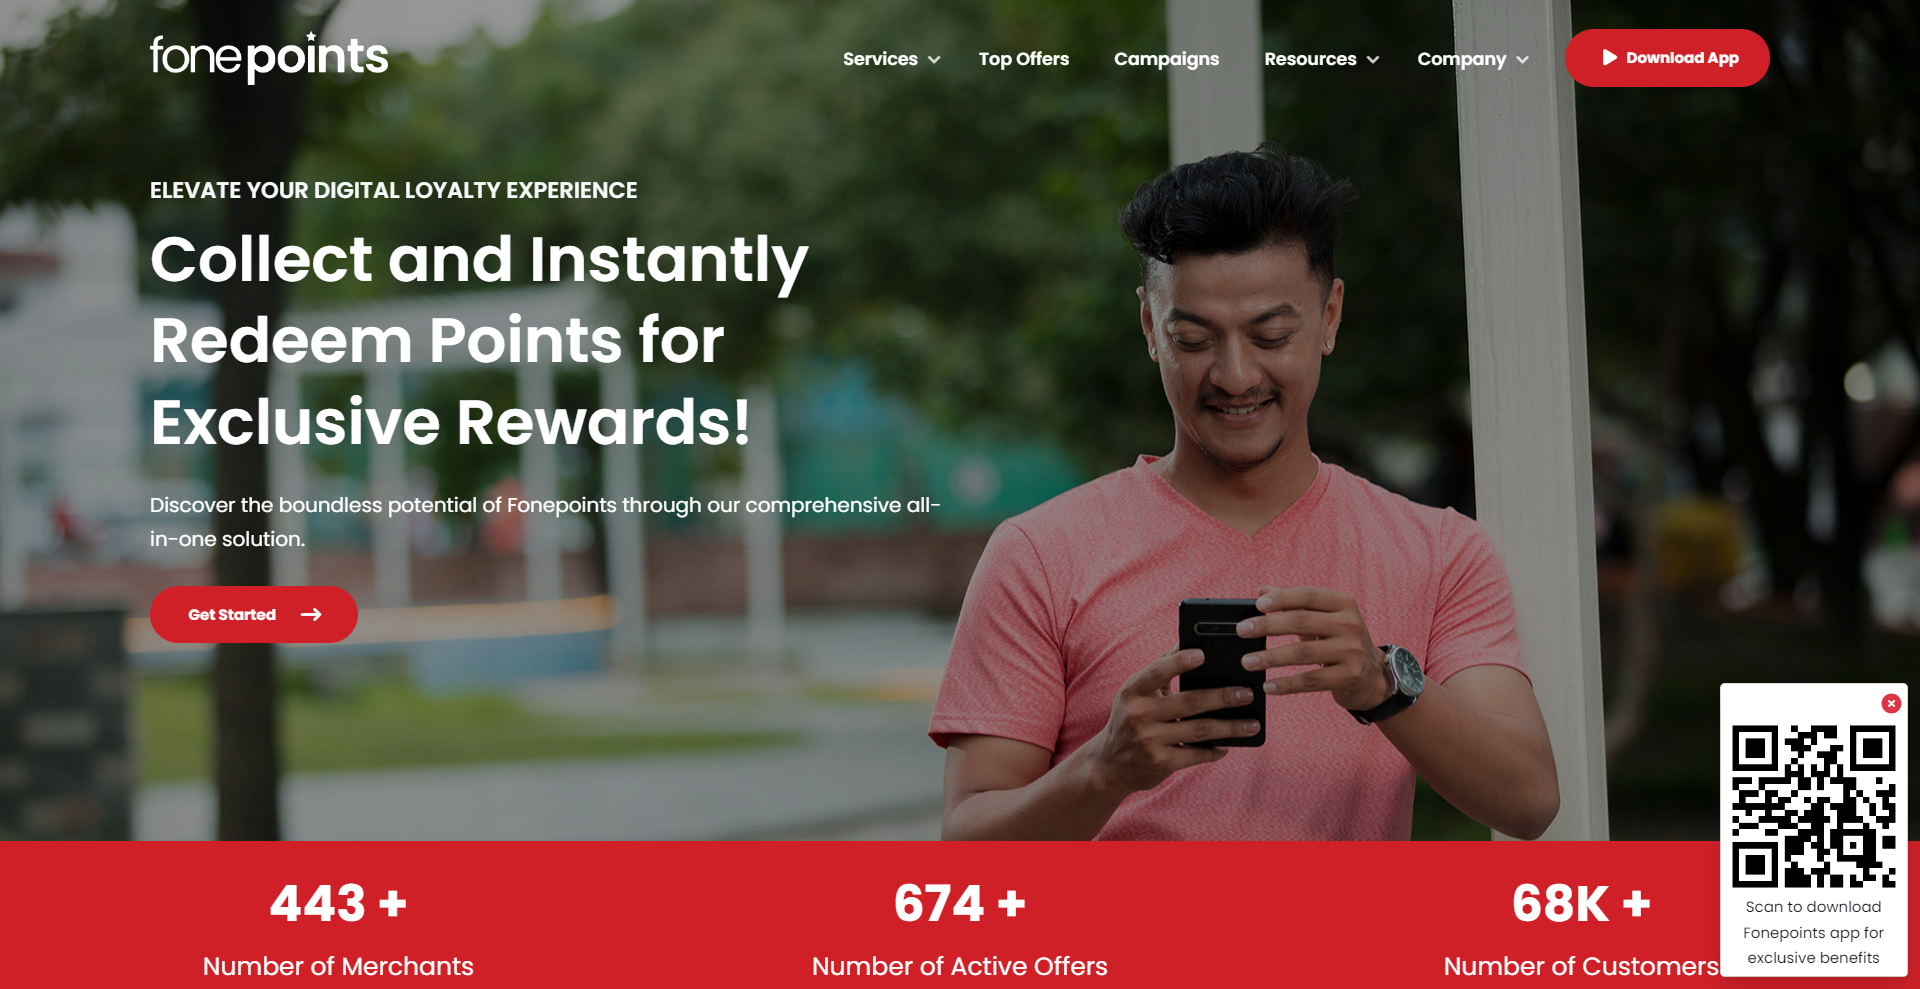 fonepoints
Services
Top Offers
Campaigns
Resources
Company
Download App
ELEVATE YOUR DIGITAL LOYALTY EXPERIENCE
Collect and Instantly
Redeem Points for
Exclusive Rewards!
Discover the boundless potential of Fonepoints through our comprehensive all-
in-one solution.
Get Started
443 +
Number of Merchants
674 +
Number of Active Offers
68K +
Number of Customers
Scan to download
Fonepoints app for
exclusive benefits